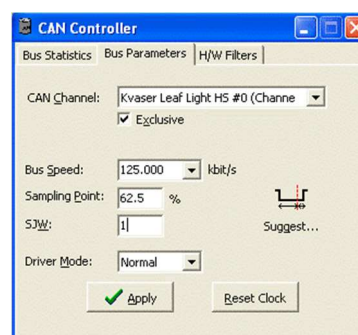 CAN Controller
Bus Statistics Bus Parameters H/W Filters
CAN Channel: Kvaser Leaf Light HS #0 (Channe
Exclusive
Bus Speed: 125.000 kbit/s
Sampling Point: 62.5 %
SJW: 1 Suggest...
Driver Mode: Normal
Apply Reset Clock